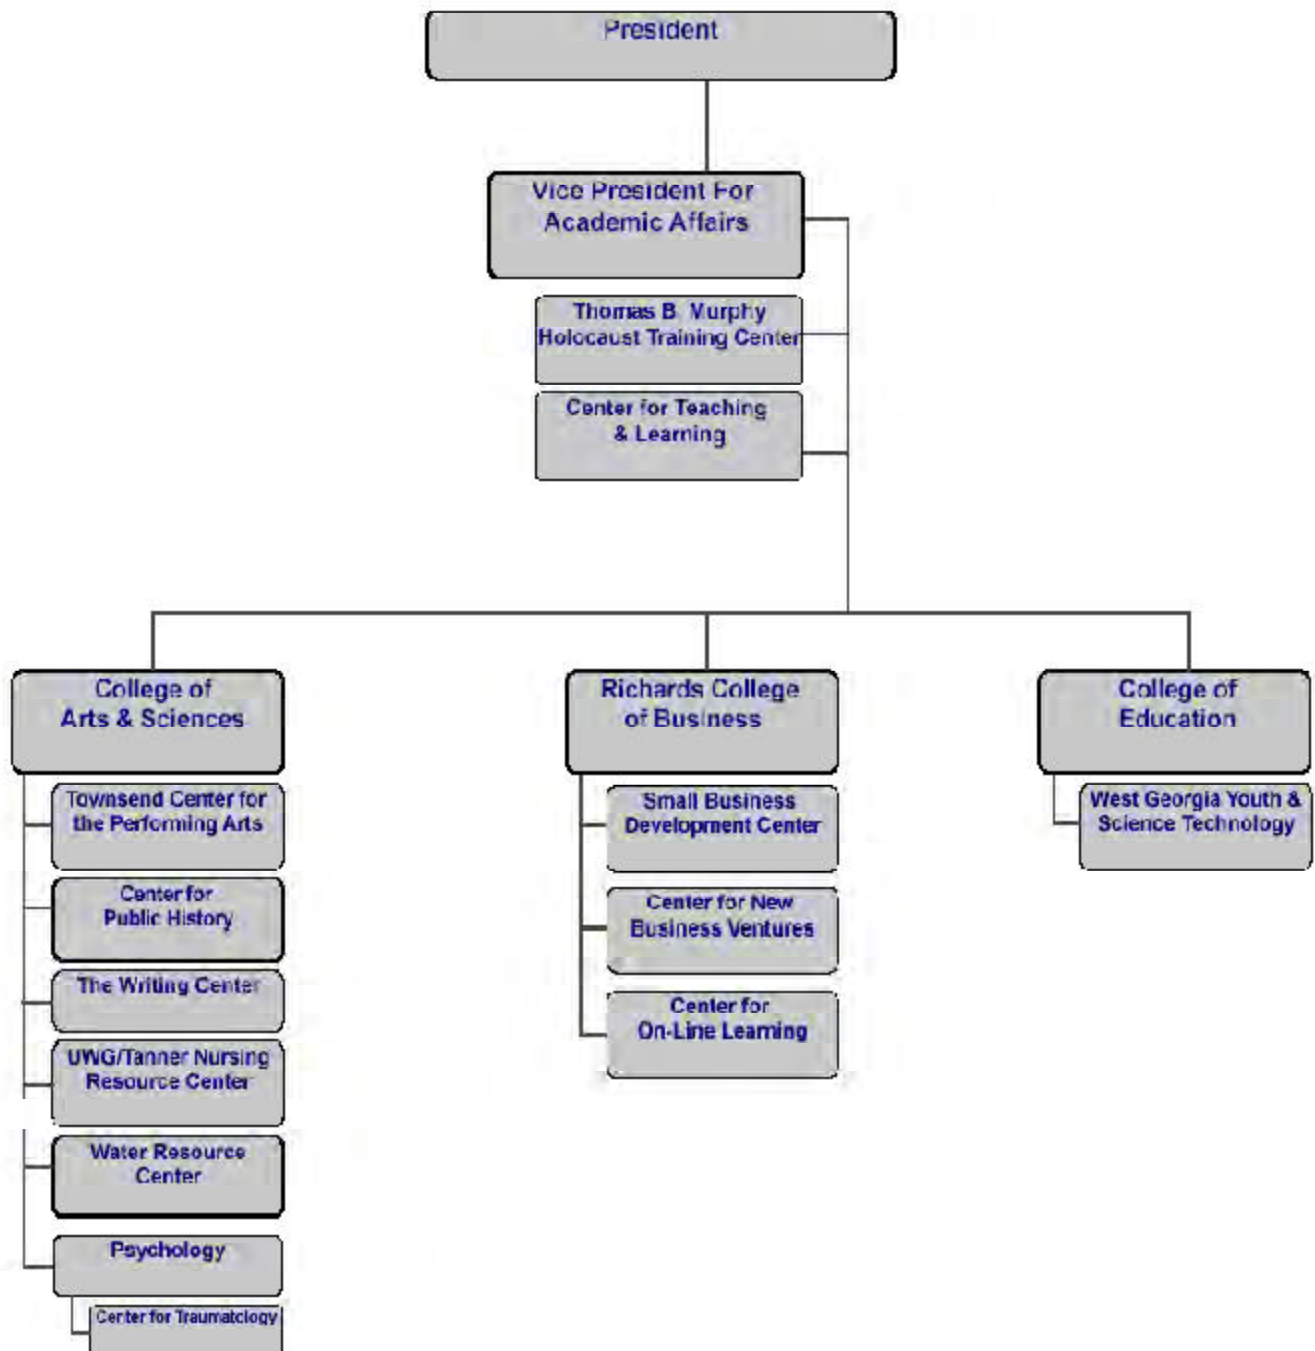 President
Vice President For
Academic Affairs
Thomas B. Murphy
Holocaust Training Center
Center for Teaching
& Learning
College of
Arts & Sciences
Townsend Center for
the Performing Arts
Center for
Public History
The Writing Center
UWG/Tanner Nursing
Resource Center
Water Resource
Center
Psychology
Center for Traumatology
Richards College
of Business
Small Business
Development Center
Center for New
Business Ventures
Center for
On-Line Learning
College of
Education
West Georgia Youth &
Science Technology